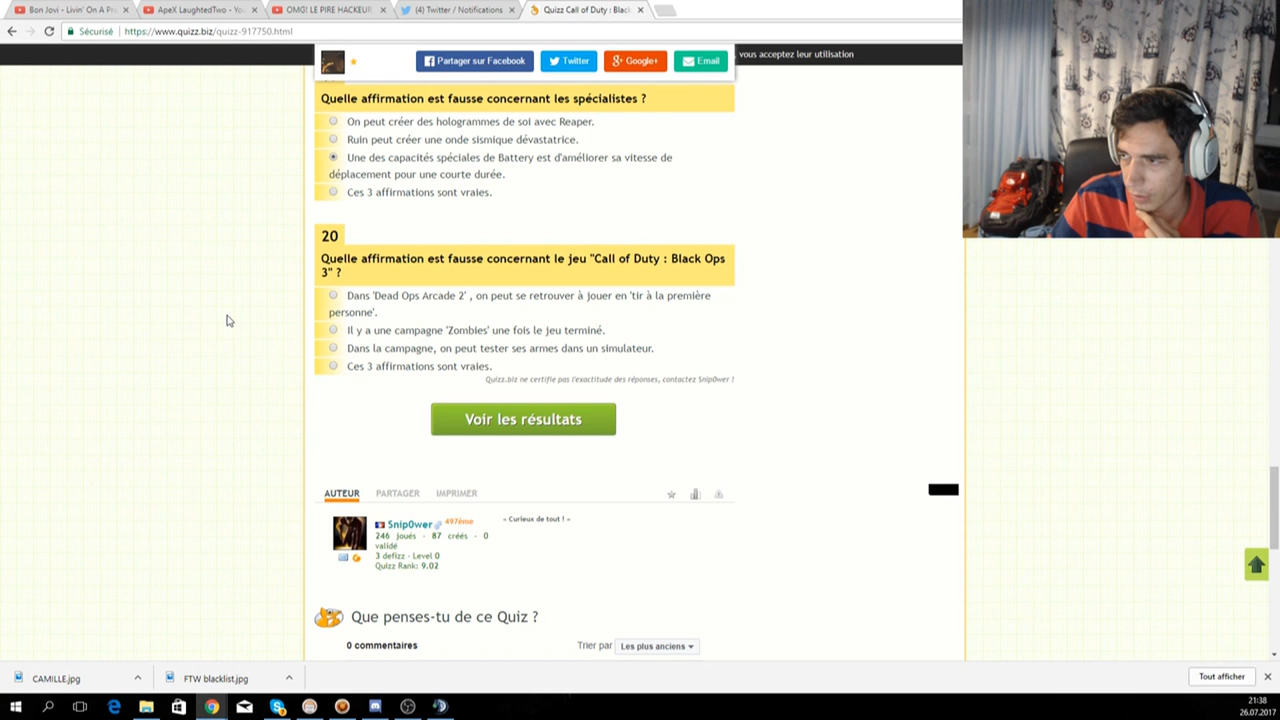 Bon Jovi - Livin' On A Pr
ApeX LaughtedTwo - Yo
OMG! LE PIRE HACKEUR
(4) Twitter / Notifications
Quizz Call of Duty : Blac
Sécurisé
https://www.quizz.biz/quizz-917750.html
Partager sur Facebook
Twitter
Google+
Email
vous acceptez leur utilisation
Quelle affirmation est fausse concernant les spécialistes ?
On peut créer des hologrammes de soi avec Reaper.
Ruin peut créer une onde sismique dévastatrice.
Une des capacités spéciales de Battery est d'améliorer sa vitesse de
déplacement pour une courte durée.
Ces 3 affirmations sont vraies.
20
Quelle affirmation est fausse concernant le jeu "Call of Duty : Black Ops
3" ?
Dans 'Dead Ops Arcade 2' , on peut se retrouver à jouer en 'tir à la première
personne'.
Il y a une campagne 'Zombies' une fois le jeu terminé.
Dans la campagne, on peut tester ses armes dans un simulateur.
Ces 3 affirmations sont vraies.
Quizz.biz ne certifie pas l'exactitude des réponses, contactez Snip0wer !
Voir les résultats
AUTEUR
PARTAGER
IMPRIMER
Snip0wer
497ème
« Curieux de tout ! »
246 joués - 87 créés - 0
validé
3 defizz - Level 0
Quizz Rank: 9.02
Que penses-tu de ce Quiz ?
0 commentaires
Trier par
Les plus anciens
CAMILLE.jpg
FTW blacklist.jpg
Tout afficher
21:38
26.07.2017